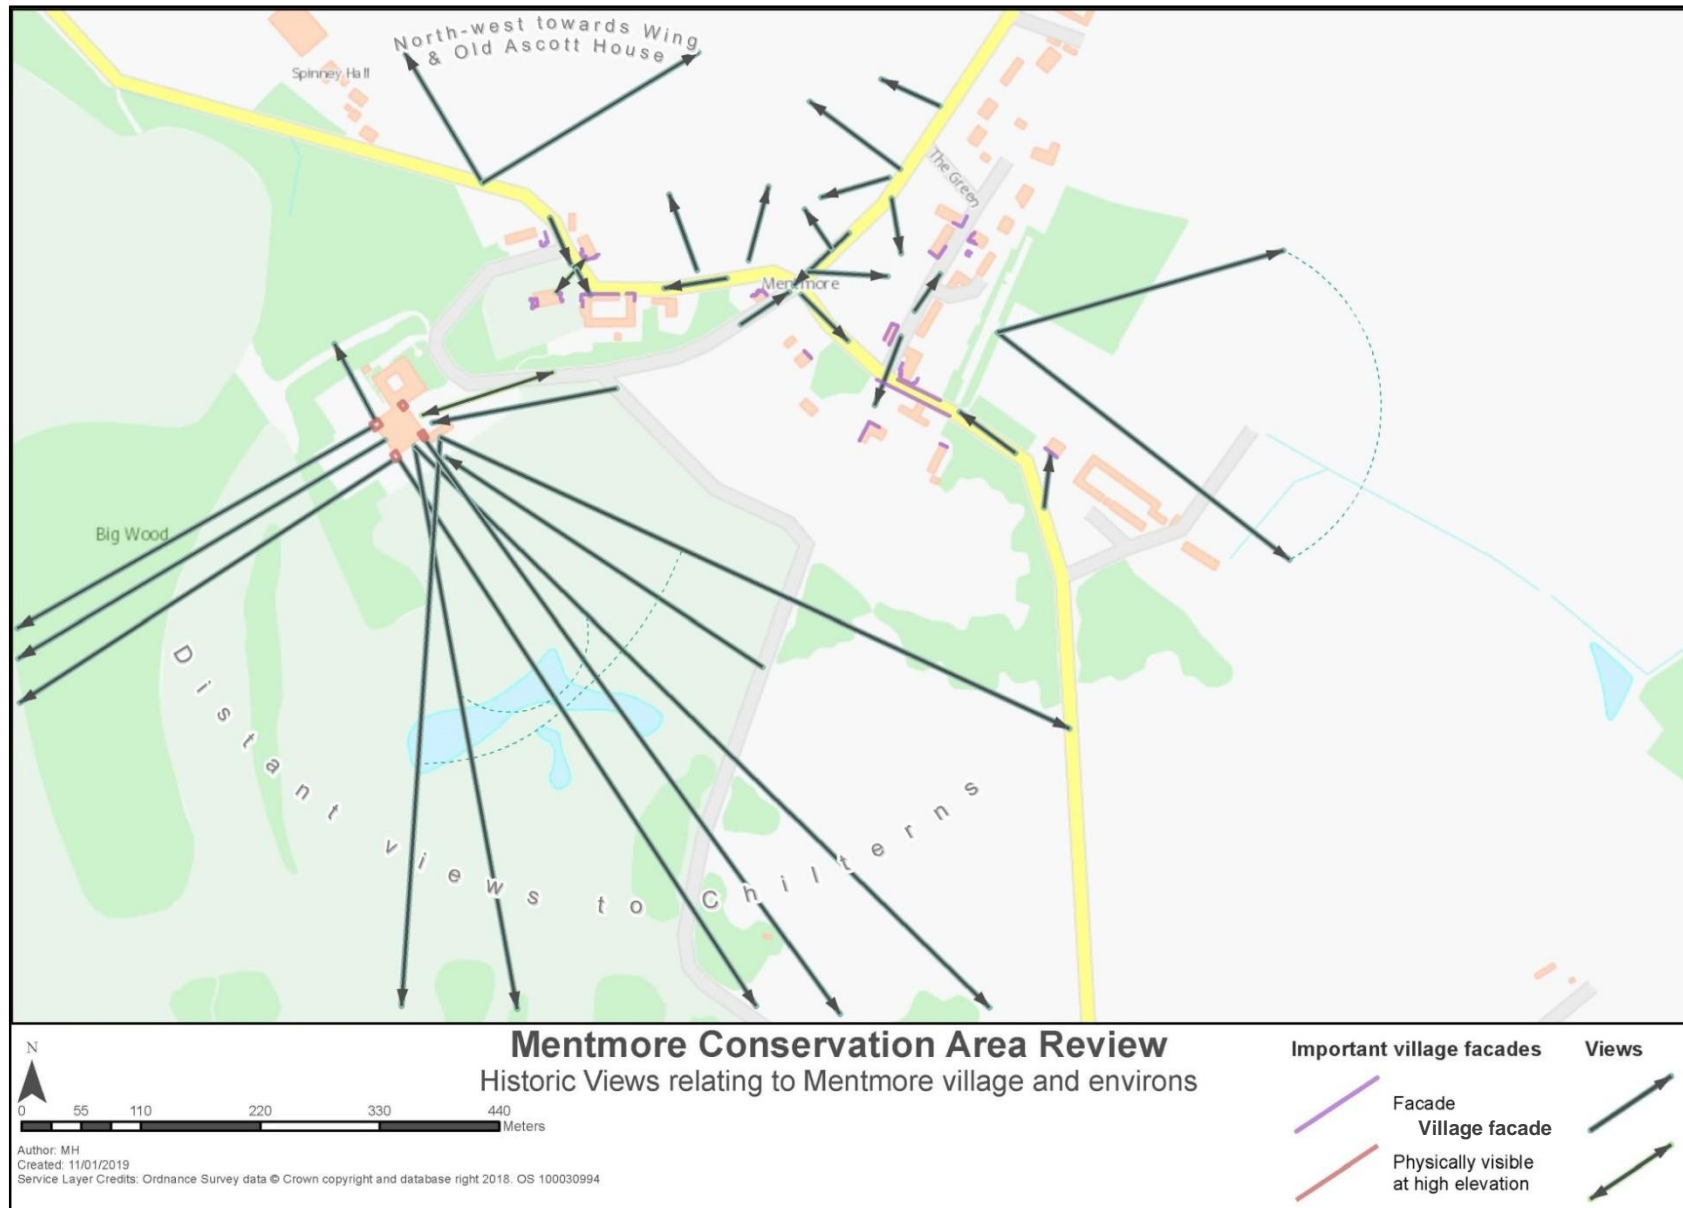 North-west towards Wing
& Old Ascott House
Spinney Hall
The Green
Mentmore
Big Wood
Distant views to Chilterns
Mentmore Conservation Area Review
Historic Views relating to Mentmore village and environs
N
0 55 110 220 330 440
Meters
Author: MH
Created: 11/01/2019
Service Layer Credits: Ordnance Survey data © Crown copyright and database right 2018. OS 100030994
Important village facades
Facade
Village facade
Physically visible
at high elevation
Views